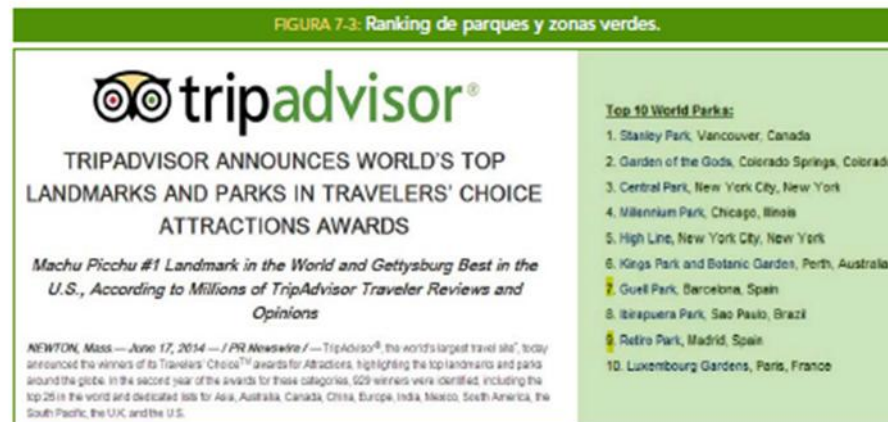 FIGURA 7-3: Ranking de parques y zonas verdes.
tripadvisor®
TRIPADVISOR ANNOUNCES WORLD'S TOP
LANDMARKS AND PARKS IN TRAVELERS' CHOICE
ATTRACTIONS AWARDS
Machu Picchu #1 Landmark in the World and Gettysburg Best in the
U.S., According to Millions of TripAdvisor Traveler Reviews and
Opinions
NEWTON, Mass.— June 17, 2014 — / PR Newswire / — TripAdvisor®, the world's largest travel site*, today
announced the winners of its Travelers' Choice™ awards for Attractions, highlighting the top landmarks and parks
around the globe. In the second year of the awards for these categories, 929 winners were identified, including the
top 25 in the world and dedicated lists for Asia, Australia, Canada, China, Europe, India, Mexico, South America, the
South Pacific, the U.K. and the U.S.
Top 10 World Parks:
1. Stanley Park, Vancouver, Canada
2. Garden of the Gods, Colorado Springs, Colorado
3. Central Park, New York City, New York
4. Millennium Park, Chicago, Illinois
5. High Line, New York City, New York
6. Kings Park and Botanic Garden, Perth, Australia
7. Guell Park, Barcelona, Spain
8. Ibirapuera Park, Sao Paulo, Brazil
9. Retiro Park, Madrid, Spain
10. Luxembourg Gardens, Paris, France